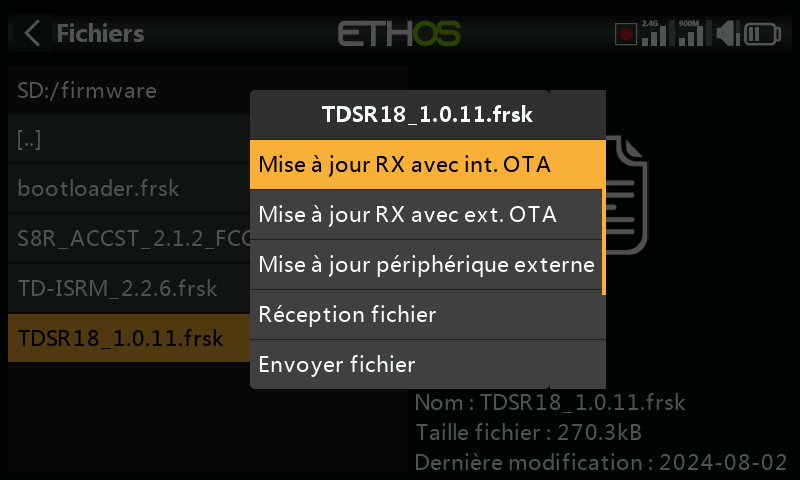 Fichiers
ETHOS
2.4G
900M
SD:/firmware
[..]
bootloader.frsk
S8R_ACCST_2.1.2_FCC
TD-ISRM_2.2.6.frsk
TDSR18_1.0.11.frsk
TDSR18_1.0.11.frsk
Mise à jour RX avec int. OTA
Mise à jour RX avec ext. OTA
Mise à jour périphérique externe
Réception fichier
Envoyer fichier
Nom : TDSR18_1.0.11.frsk
Taille fichier : 270.3kB
Dernière modification : 2024-08-02